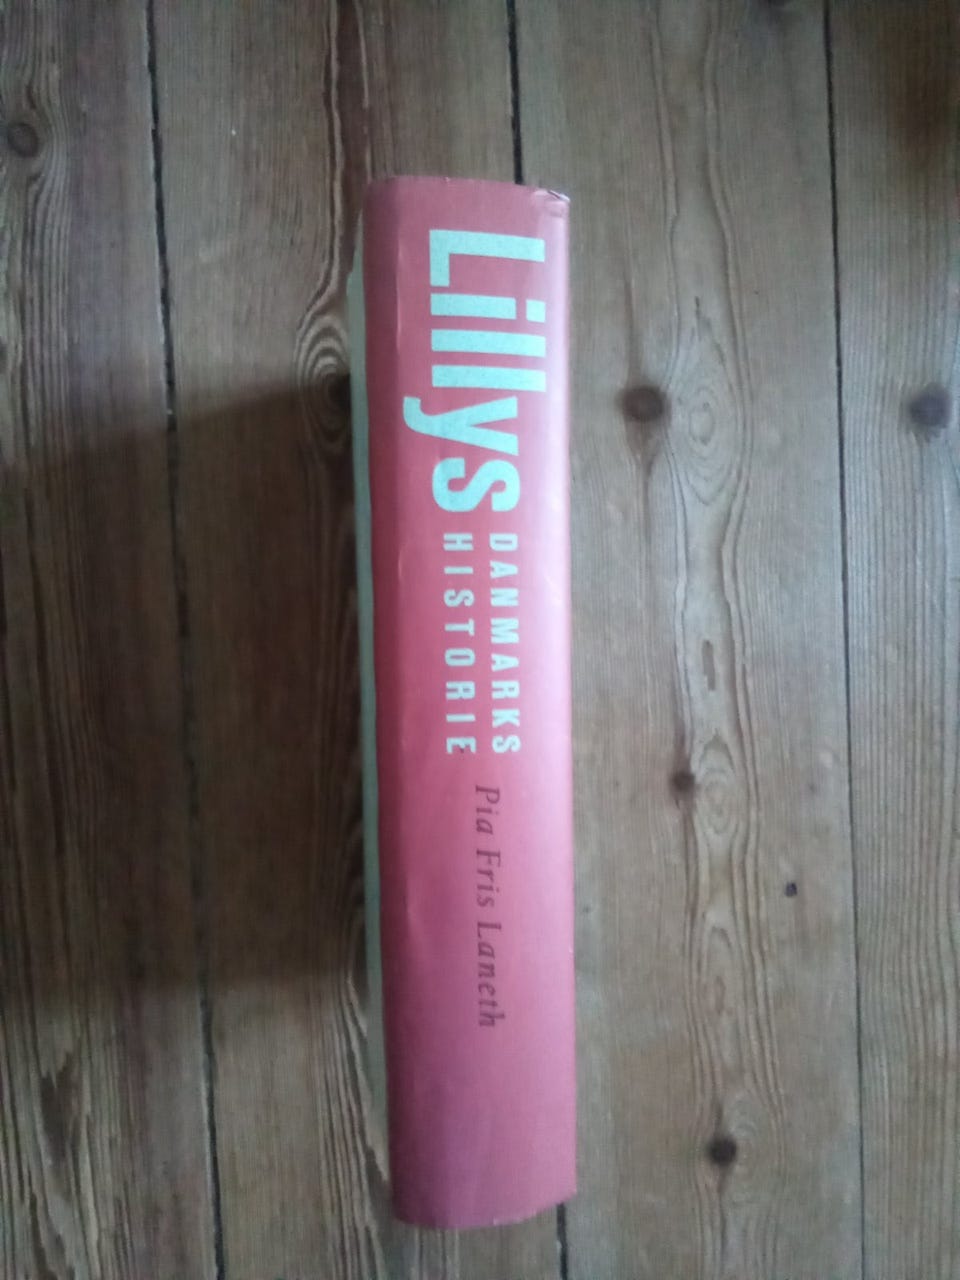 Lillys
DANMARKS
HISTORIE
Pia Fris Laneth